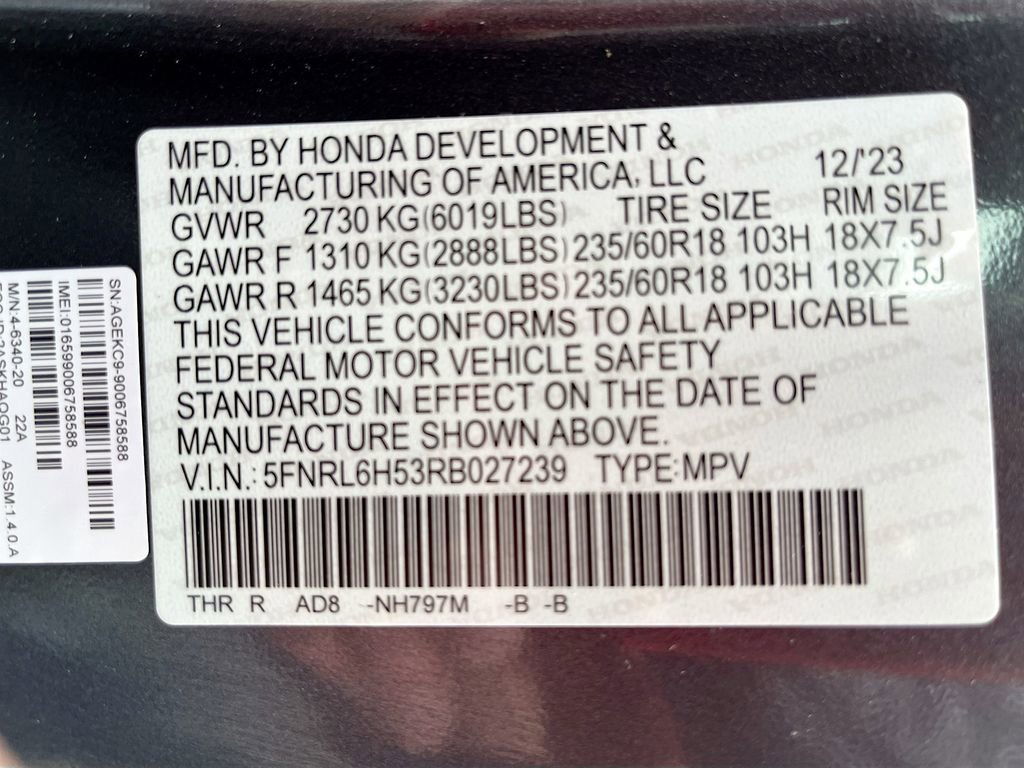 MFD. BY HONDA DEVELOPMENT &
MANUFACTURING OF AMERICA, LLC 12/'23
GVWR 2730 KG(6019LBS) TIRE SIZE RIM SIZE
GAWR F 1310 KG(2888LBS) 235/60R18 103H 18X7.5J
GAWR R 1465 KG(3230LBS) 235/60R18 103H 18X7.5J
THIS VEHICLE CONFORMS TO ALL APPLICABLE
FEDERAL MOTOR VEHICLE SAFETY
STANDARDS IN EFFECT ON THE DATE OF
MANUFACTURE SHOWN ABOVE.
V.I.N.: 5FNRL6H53RB027239 TYPE:MPV
THR R AD8 -NH797M -B -B
SN:AGEKC9-9006758588
IMEI:016599006758588
M/N:4-6340-20 22A
ASSM:1.4.0.A